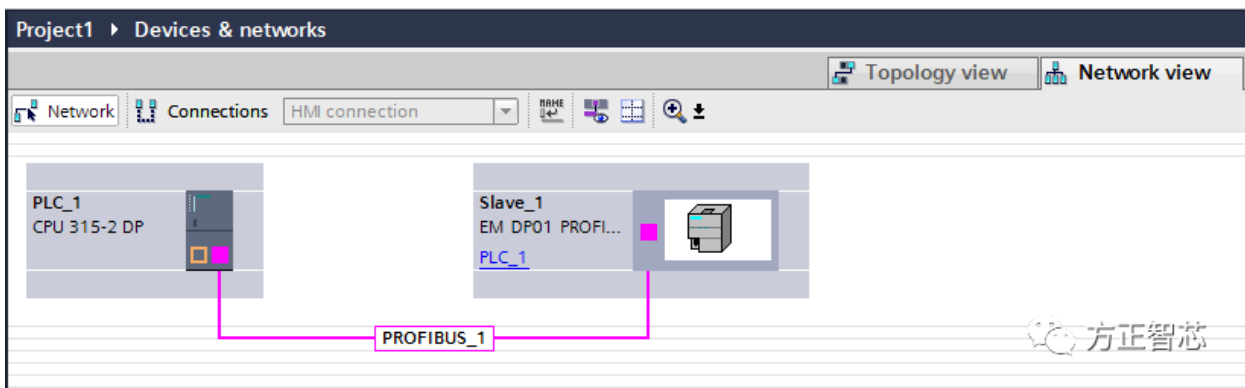 Project1 ▸ Devices & networks
Topology view
Network view
Network
Connections
HMI connection
NAME
PLC_1
CPU 315-2 DP
Slave_1
EM DP01 PROFI...
PLC_1
PROFIBUS_1
方正智芯